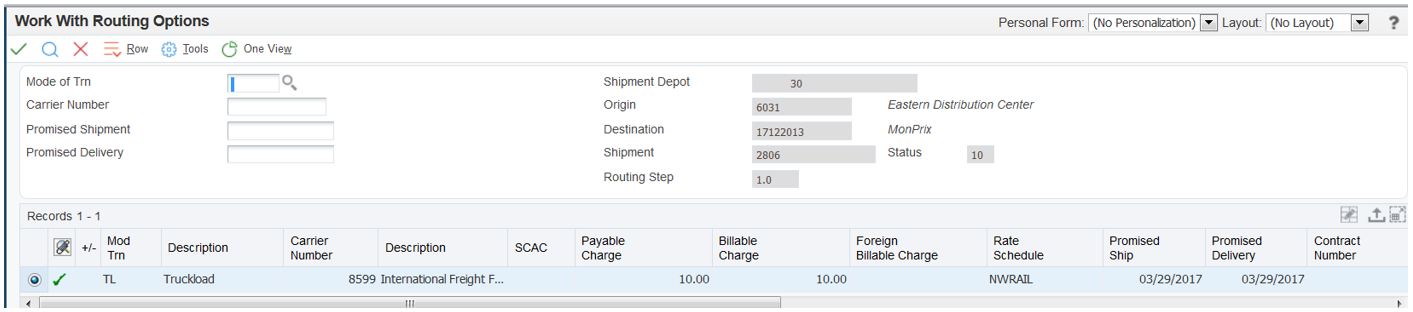 Work With Routing Options
Personal Form: (No Personalization) Layout: (No Layout) ?
Row Tools One View
Mode of Trn Shipment Depot 30
Carrier Number Origin 6031 Eastern Distribution Center
Promised Shipment Destination 17122013 MonPrix
Promised Delivery Shipment 2806 Status 10
Routing Step 1.0
Records 1 - 1
+/- Mod Trn Description Carrier Number Description SCAC Payable Charge Billable Charge Foreign Billable Charge Rate Schedule Promised Ship Promised Delivery Contract Number
TL Truckload 8599 International Freight F... 10.00 10.00 NWRAIL 03/29/2017 03/29/2017